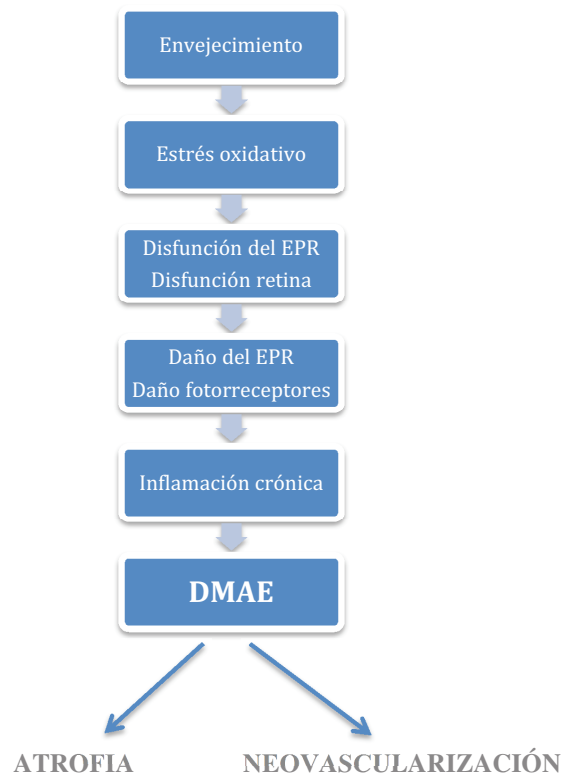 Envejecimiento
Estrés oxidativo
Disfunción del EPR
Disfunción retina
Daño del EPR
Daño fotorreceptores
Inflamación crónica
DMAE
ATROFIA
NEOVASCULARIZACIÓN